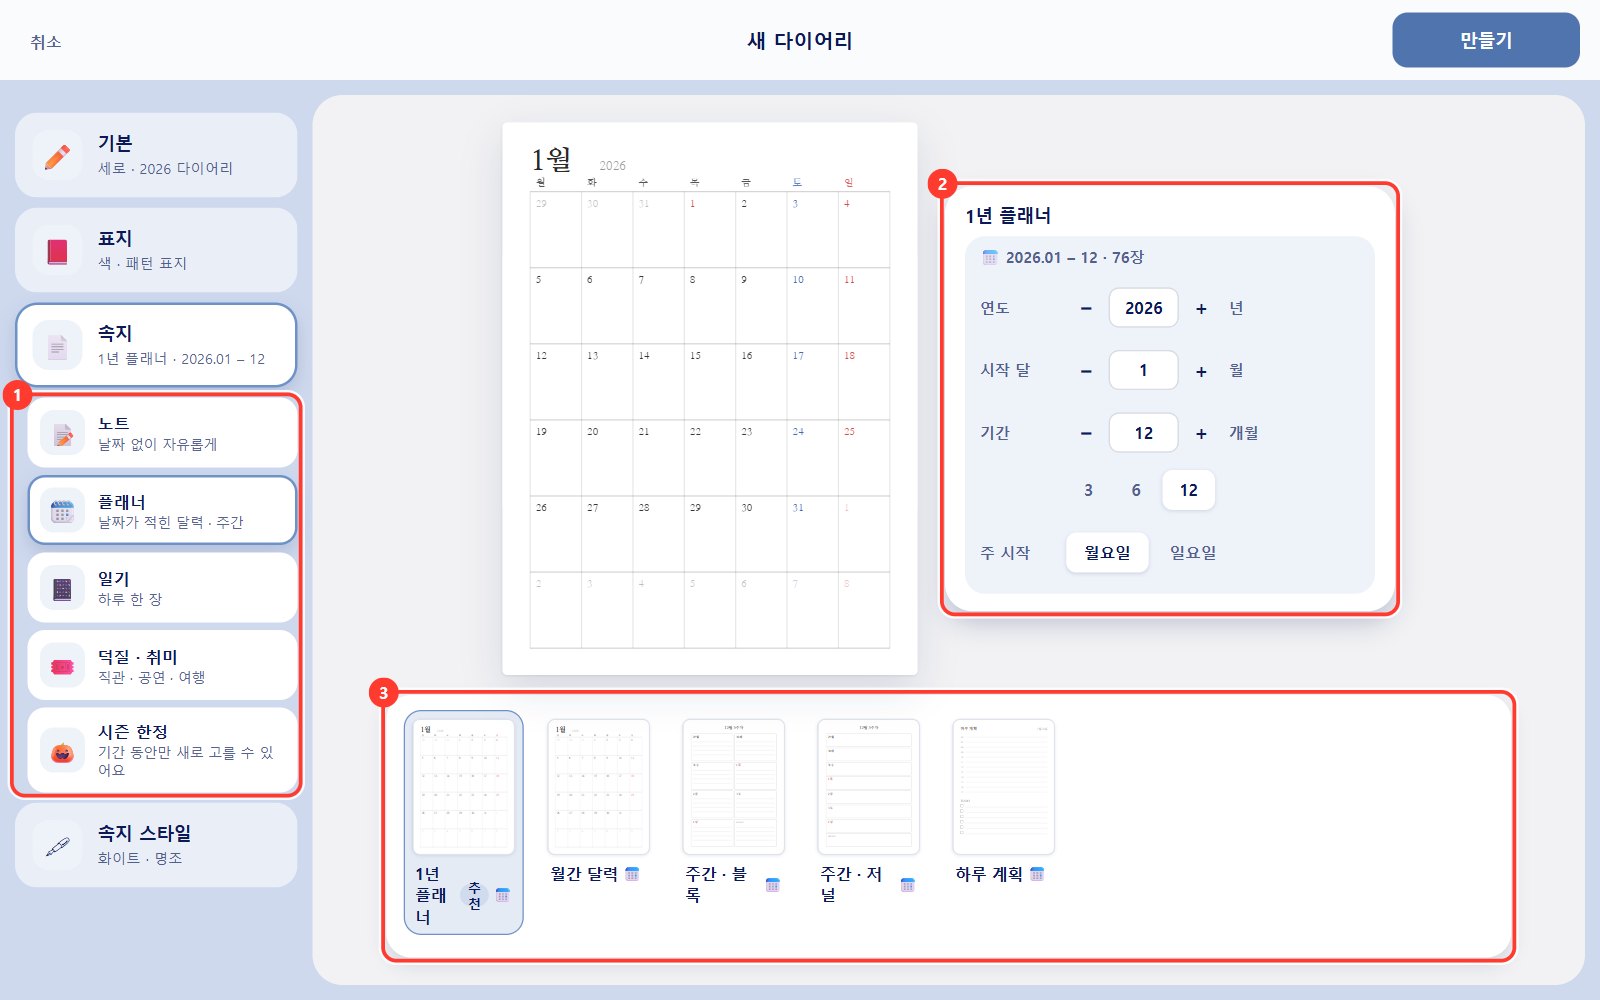 취소
새 다이어리
만들기
기본
세로 · 2026 다이어리
표지
색 · 패턴 표지
속지
1년 플래너 · 2026.01 – 12
1
노트
날짜 없이 자유롭게
플래너
날짜가 적힌 달력 · 주간
일기
하루 한 장
덕질 · 취미
직관 · 공연 · 여행
시즌 한정
기간 동안만 새로 고를 수 있
어요
속지 스타일
화이트 · 명조
1월 2026
월 화 수 목 금 토 일
29 30 31 1 2 3 4
5 6 7 8 9 10 11
12 13 14 15 16 17 18
19 20 21 22 23 24 25
26 27 28 29 30 31 1
2 3 4 5 6 7 8
2
1년 플래너
2026.01 – 12 · 76장
연도 − 2026 + 년
시작 달 − 1 + 월
기간 − 12 + 개월
3 6 12
주 시작 월요일 일요일
3
1월
1년
플래
너
추
천
1월
월간 달력
주간 · 블
록
주간 · 저
널
하루 계획
하루 계획